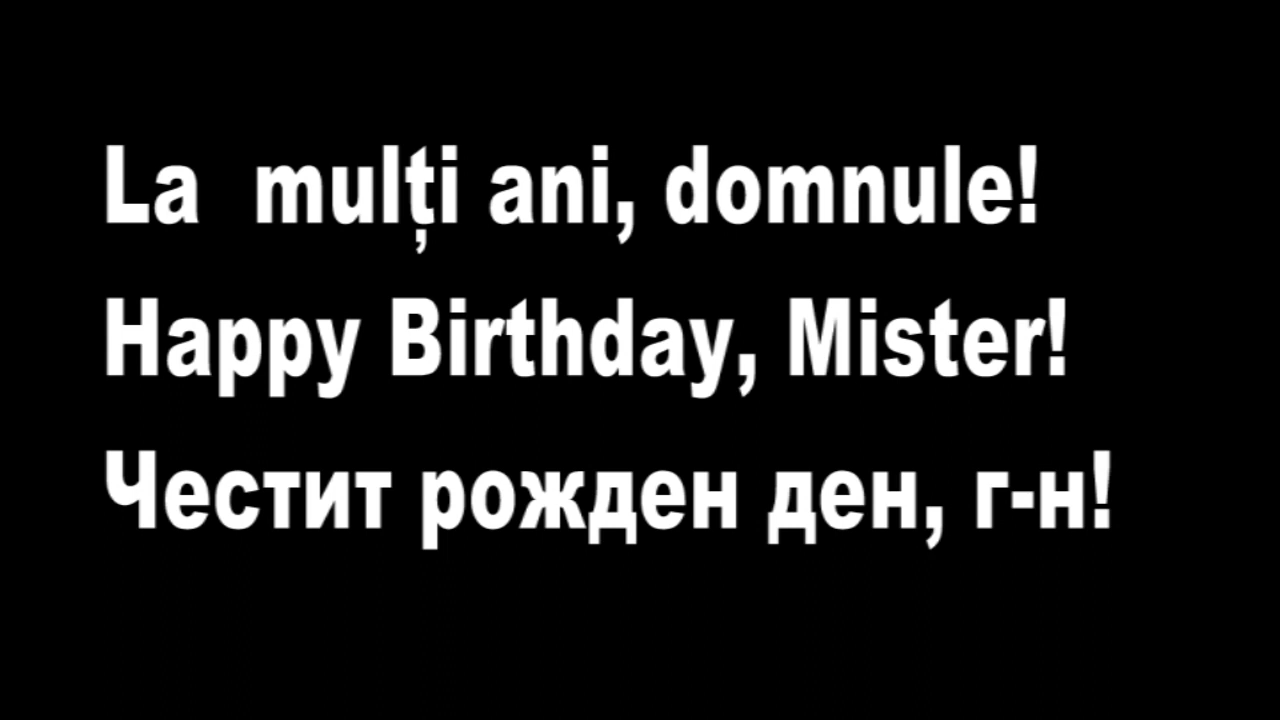 La  mulți ani, domnule!
Happy Birthday, Mister!
Честит рожден ден, г-н!